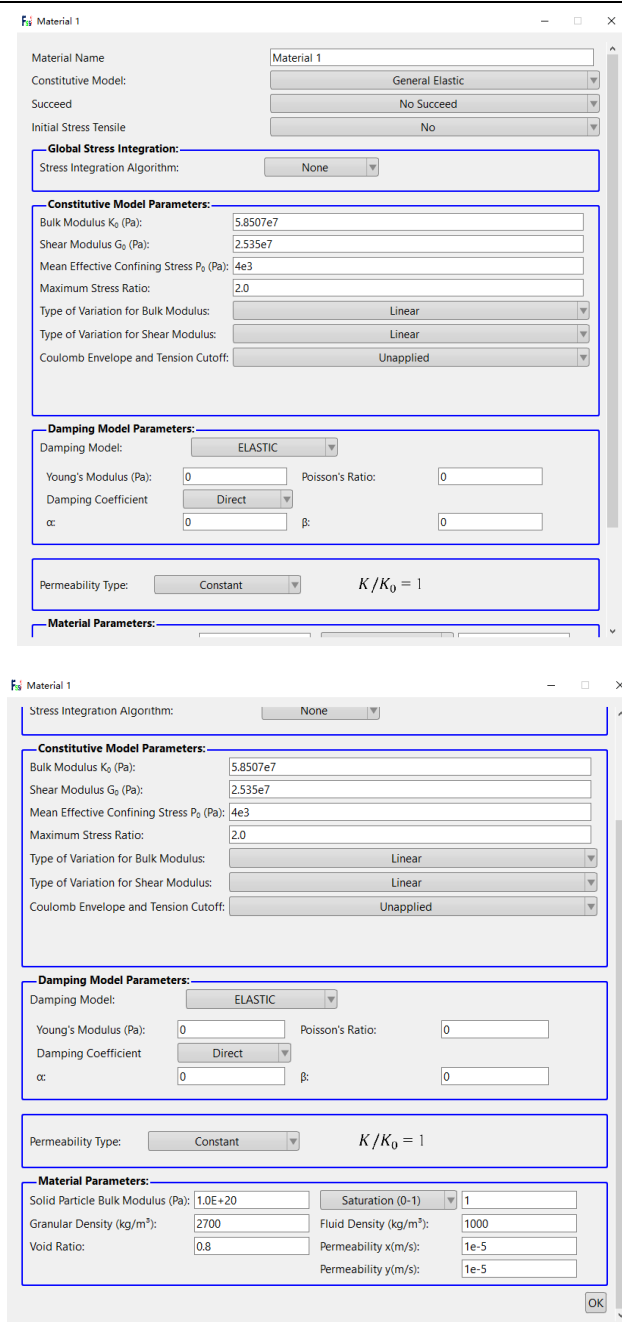 Material 1
Material Name Material 1
Constitutive Model: General Elastic
Succeed No Succeed
Initial Stress Tensile No
Global Stress Integration:
Stress Integration Algorithm: None
Constitutive Model Parameters:
Bulk Modulus K₀ (Pa): 5.8507e7
Shear Modulus G₀ (Pa): 2.535e7
Mean Effective Confining Stress P₀ (Pa): 4e3
Maximum Stress Ratio: 2.0
Type of Variation for Bulk Modulus: Linear
Type of Variation for Shear Modulus: Linear
Coulomb Envelope and Tension Cutoff: Unapplied
Damping Model Parameters:
Damping Model: ELASTIC
Young's Modulus (Pa): 0 Poisson's Ratio: 0
Damping Coefficient Direct
α: 0 β: 0
Permeability Type: Constant K/K₀ = 1
Material Parameters:
Material 1
Stress Integration Algorithm: None
Constitutive Model Parameters:
Bulk Modulus K₀ (Pa): 5.8507e7
Shear Modulus G₀ (Pa): 2.535e7
Mean Effective Confining Stress P₀ (Pa): 4e3
Maximum Stress Ratio: 2.0
Type of Variation for Bulk Modulus: Linear
Type of Variation for Shear Modulus: Linear
Coulomb Envelope and Tension Cutoff: Unapplied
Damping Model Parameters:
Damping Model: ELASTIC
Young's Modulus (Pa): 0 Poisson's Ratio: 0
Damping Coefficient Direct
α: 0 β: 0
Permeability Type: Constant K/K₀ = 1
Material Parameters:
Solid Particle Bulk Modulus (Pa): 1.0E+20 Saturation (0-1) 1
Granular Density (kg/m³): 2700 Fluid Density (kg/m³): 1000
Void Ratio: 0.8 Permeability x(m/s): 1e-5
Permeability y(m/s): 1e-5
OK